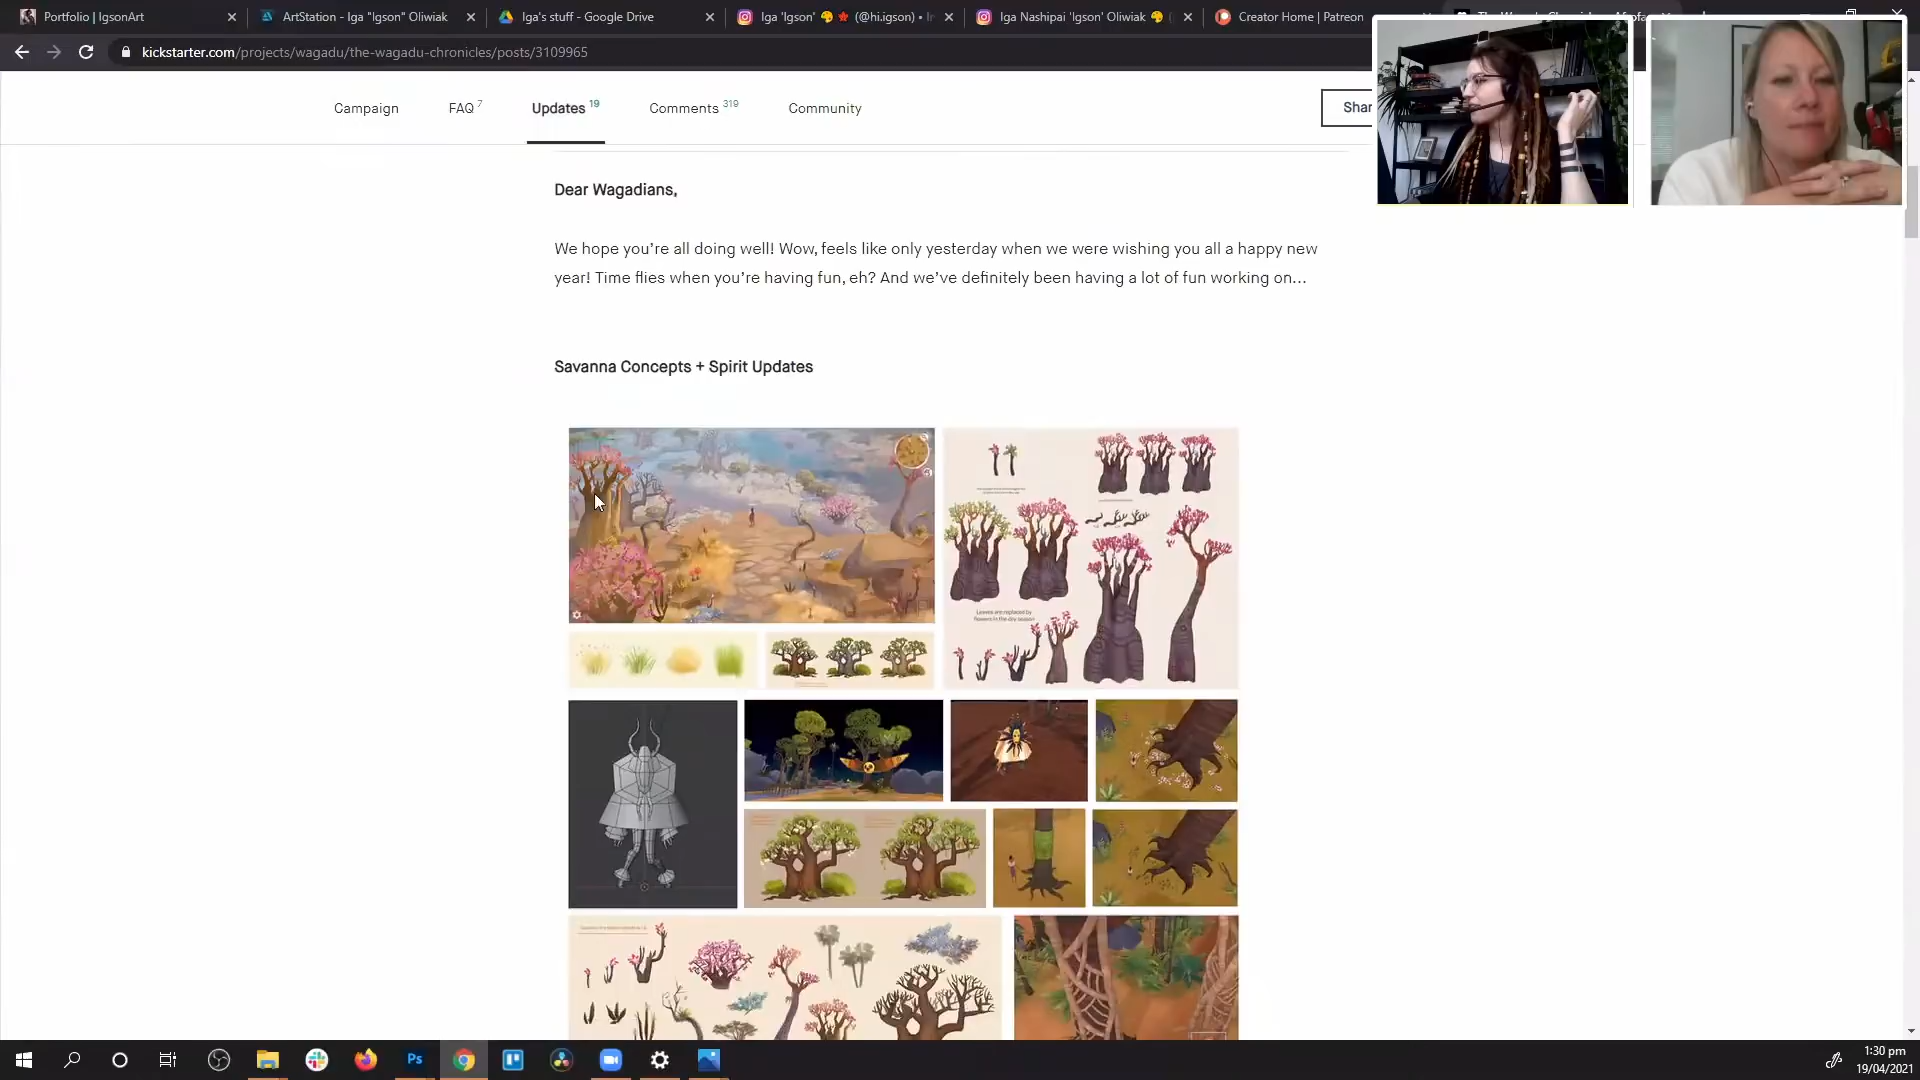 Portfolio | IgsonArt
ArtStation - Iga "Igson" Oliwiak
Iga's stuff - Google Drive
Iga 'Igson' (@hi.igson) • In
Iga Nashipai 'Igson' Oliwiak
Creator Home | Patreon
kickstarter.com/projects/wagadu/the-wagadu-chronicles/posts/3109965
Campaign
FAQ 7
Updates 19
Comments 319
Community
Shar
Dear Wagadians,
We hope you're all doing well! Wow, feels like only yesterday when we were wishing you all a happy new
year! Time flies when you're having fun, eh? And we've definitely been having a lot of fun working on...
Savanna Concepts + Spirit Updates
Leaves are replaced by
flowers in the dry season
Ps
1:30 pm
19/04/2021